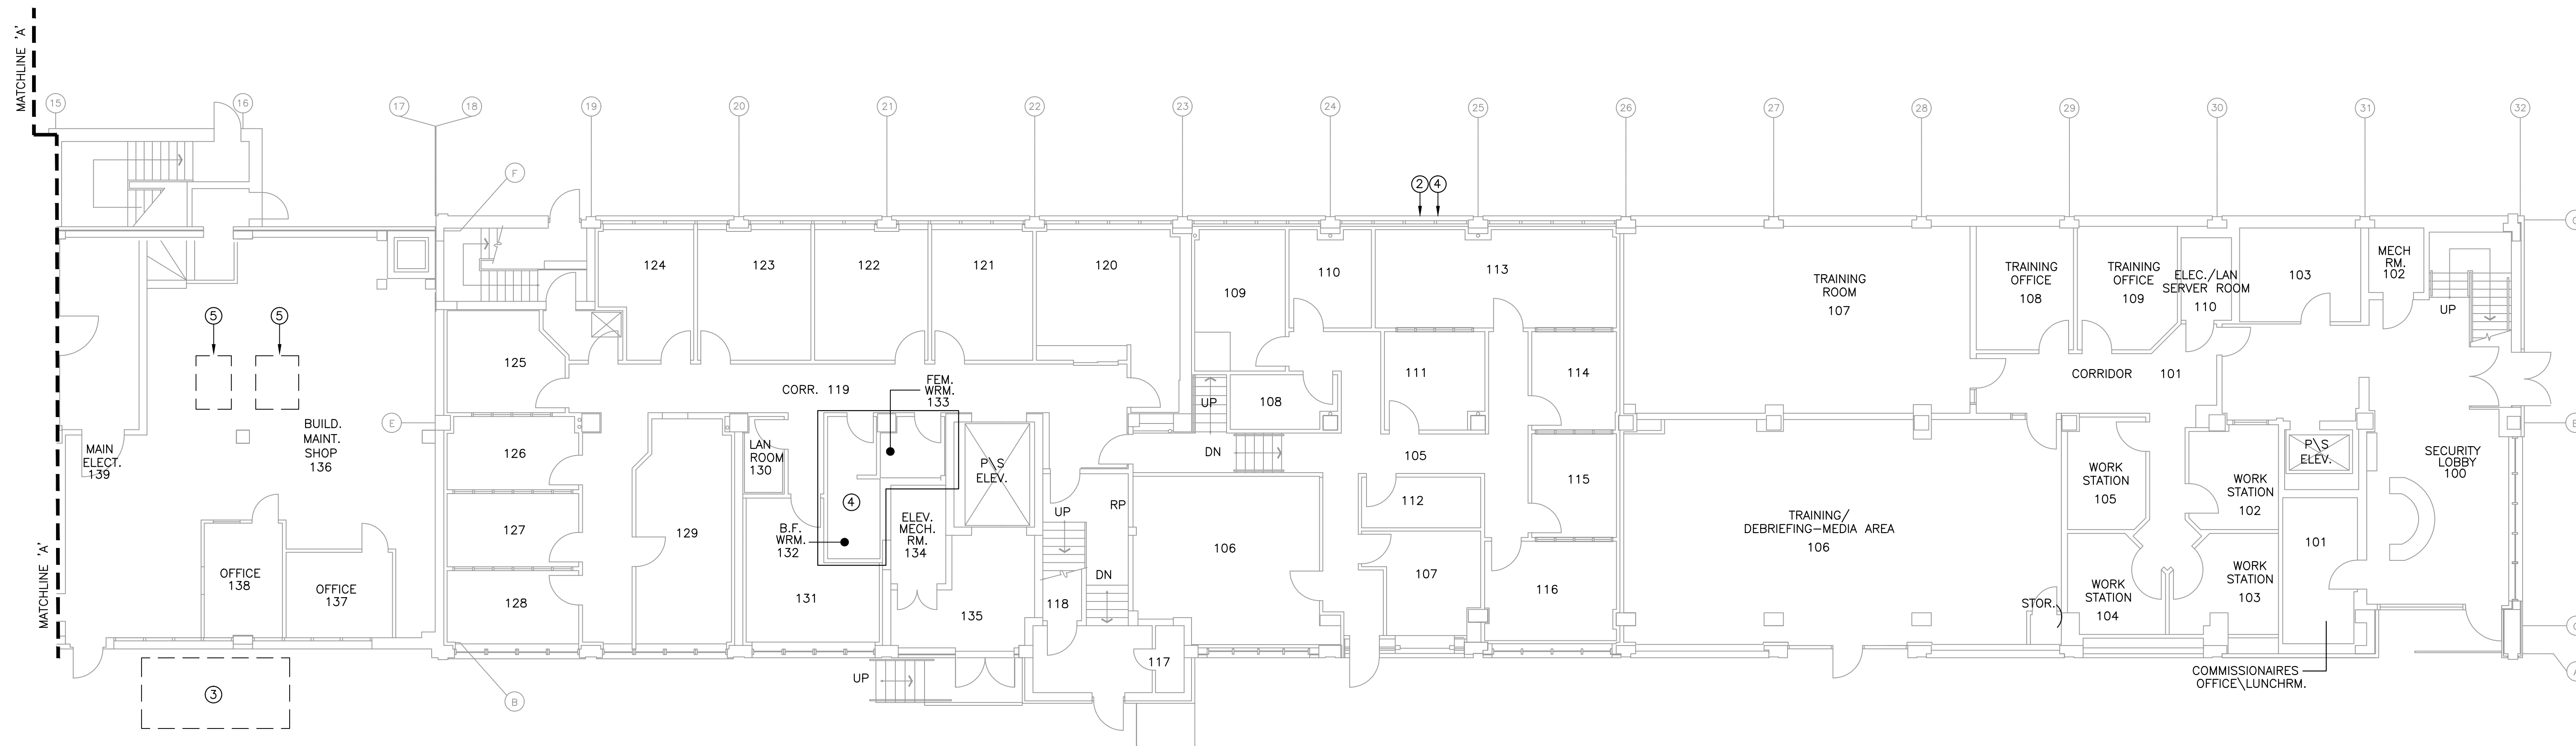 MATCHLINE 'A'
15
16
17
18
19
20
21
22
23
24
25
26
27
28
29
30
31
32
F
2
4
124
123
122
121
120
109
110
113
TRAINING
ROOM
107
TRAINING
OFFICE
108
TRAINING
OFFICE
109
ELEC./LAN
SERVER ROOM
110
103
MECH
RM.
102
UP
5
5
125
CORR. 119
FEM.
WRM.
133
UP
108
111
114
CORRIDOR 101
E
MAIN
ELECT.
139
BUILD.
MAINT.
SHOP
136
126
LAN
ROOM
130
P\S
ELEV.
DN
105
115
112
WORK
STATION
105
WORK
STATION
102
P\S
ELEV.
SECURITY
LOBBY
100
127
129
4
B.F.
WRM.
132
ELEV.
MECH.
RM.
134
UP
RP
106
107
TRAINING/
DEBRIEFING-MEDIA AREA
106
101
MATCHLINE 'A'
OFFICE
138
OFFICE
137
128
131
135
118
DN
116
STOR.
WORK
STATION
104
WORK
STATION
103
117
UP
3
B
COMMISSIONAIRES
OFFICE\LUNCHRM.